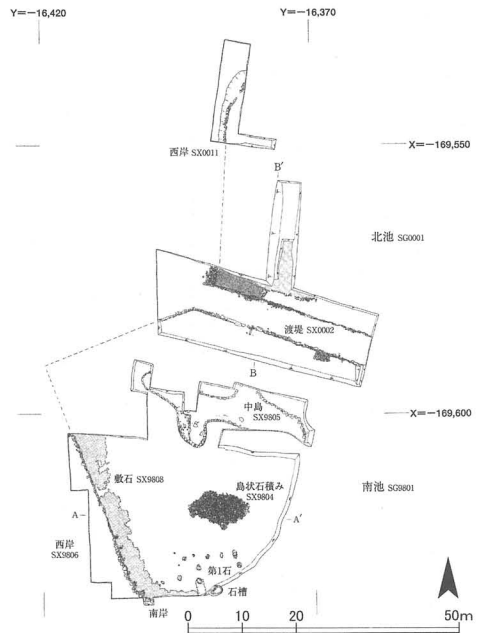 Y=-16,420
Y=-16,370
西岸 SX0011
X=-169,550
B'
北池 SG0001
渡堤 SX0002
B
中島
SX9805
X=-169,600
敷石 SX9808
島状石積み
SX9804
南池 SG9801
A
A'
西岸
SX9806
第1石
石槽
南岸
0
10
20
50m